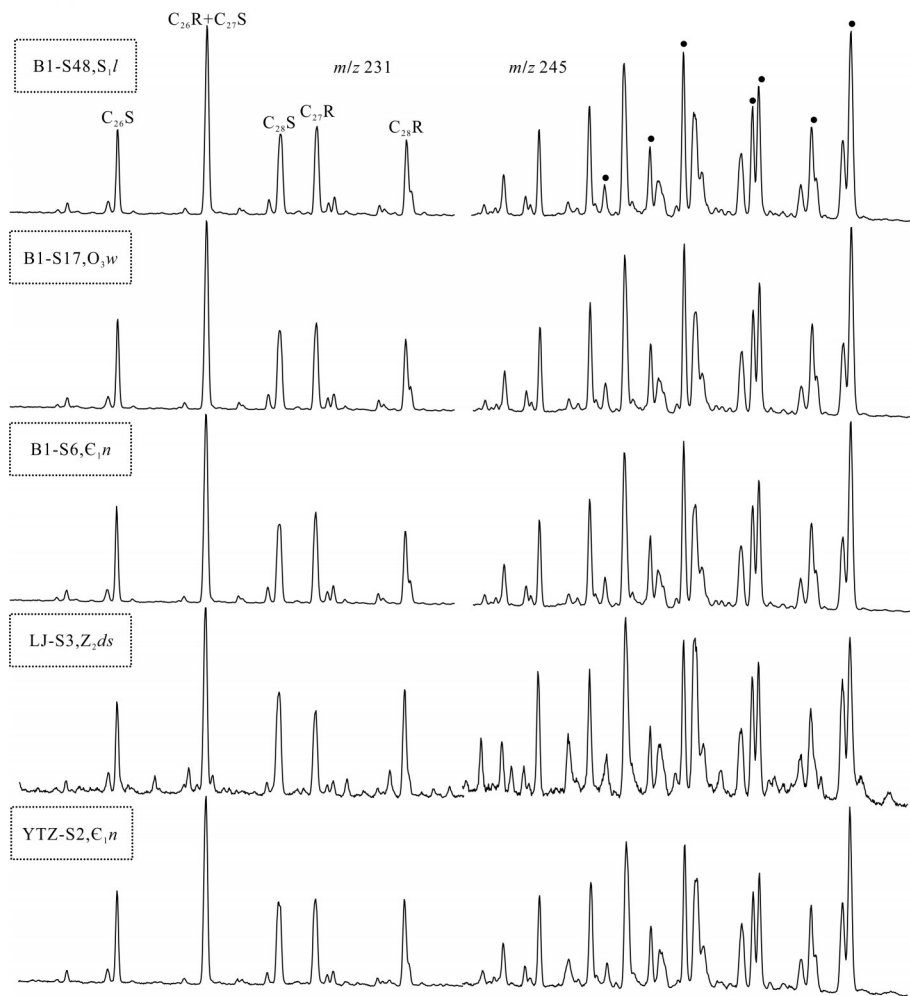 C₂₆R+C₂₇S
B1-S48,S₁l
m/z 231
m/z 245
C₂₆S
C₂₈S
C₂₇R
C₂₈R
B1-S17,O₃w
B1-S6,Є₁n
LJ-S3,Z₂ds
YTZ-S2,Є₁n